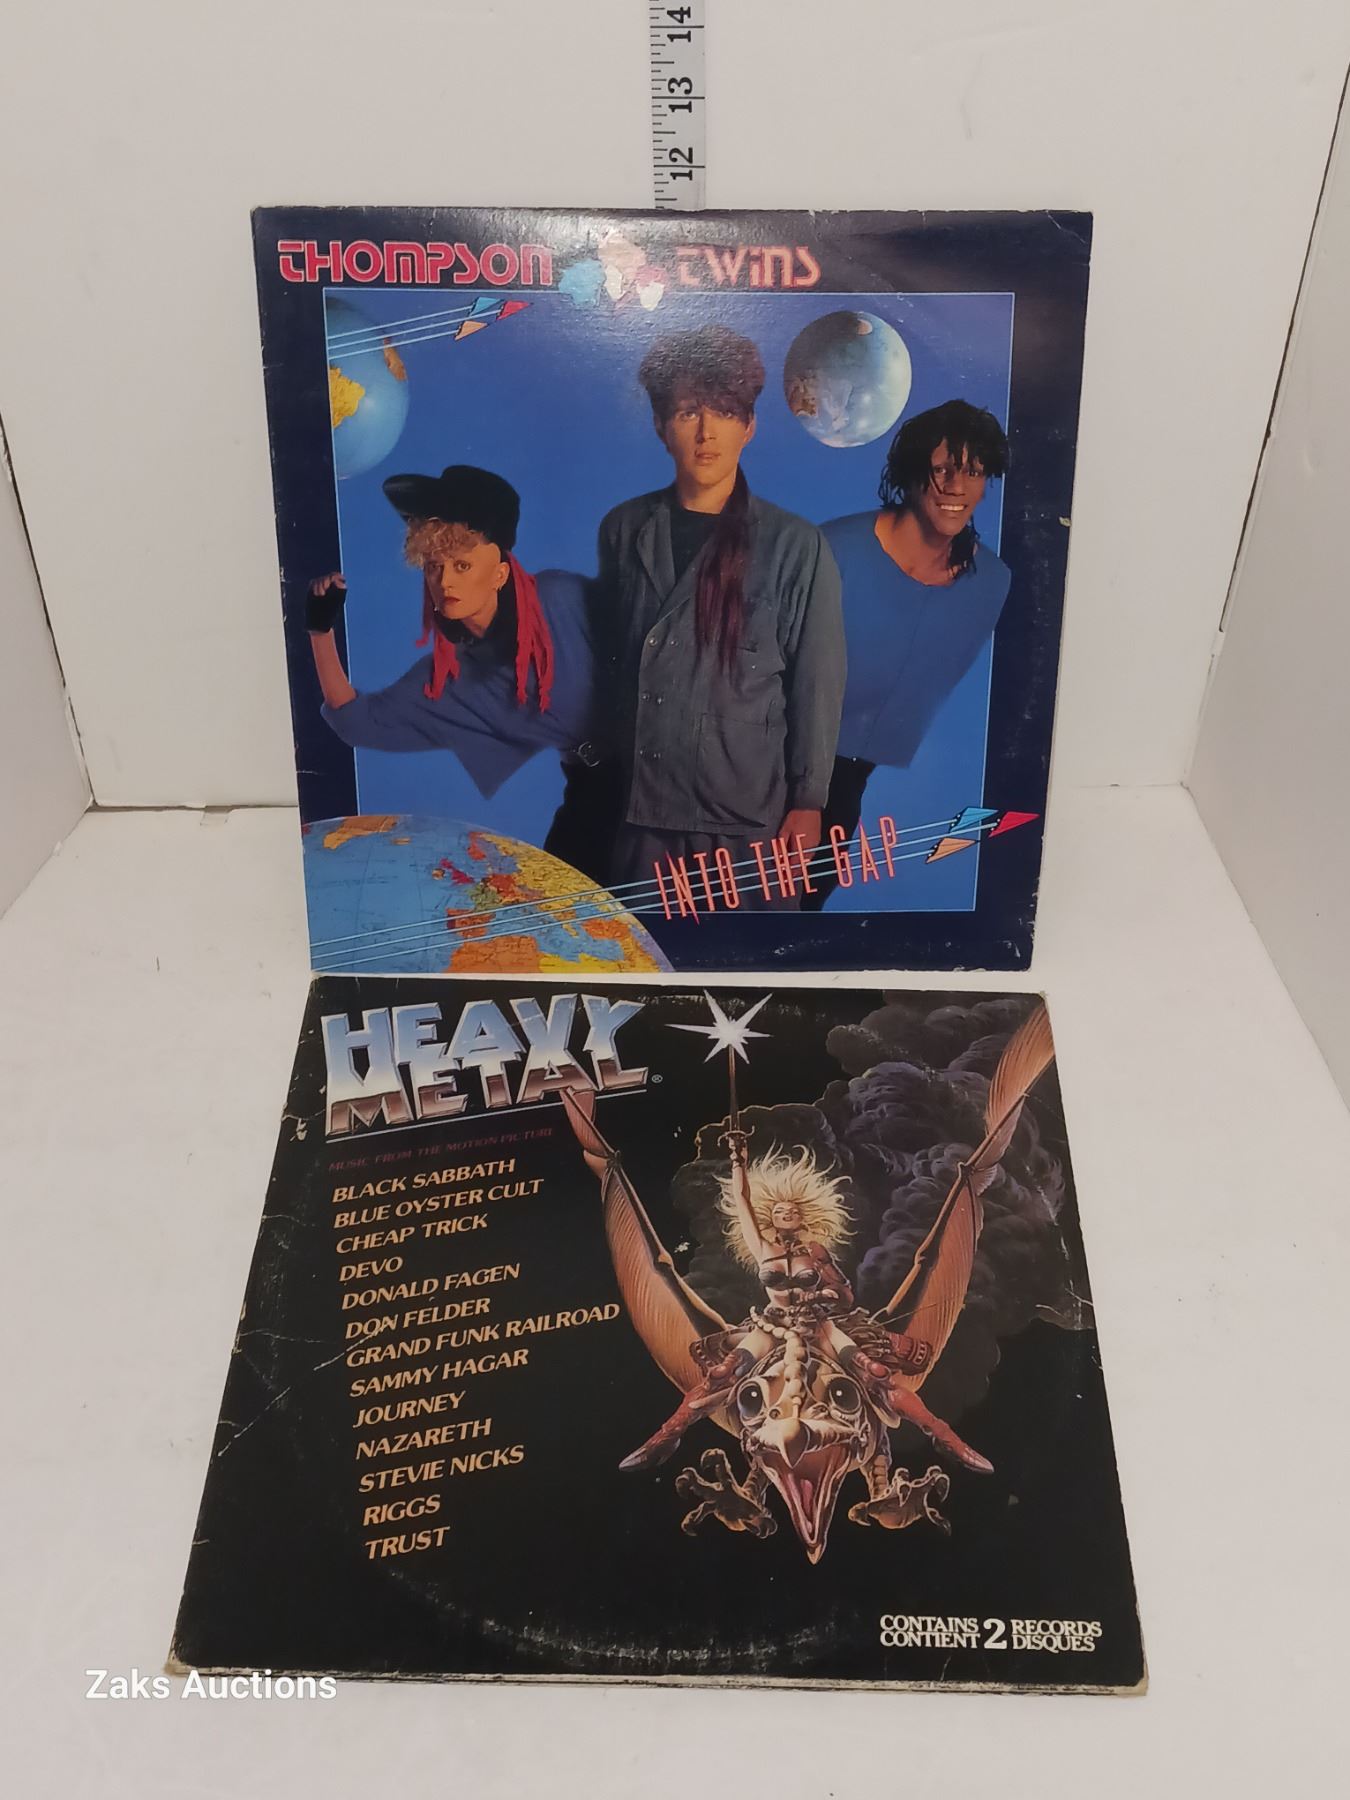 14
13
12
THOMPSON TWINS
INTO THE GAP
HEAVY
METAL®
MUSIC FROM THE MOTION PICTURE
BLACK SABBATH
BLUE OYSTER CULT
CHEAP TRICK
DEVO
DONALD FAGEN
DON FELDER
GRAND FUNK RAILROAD
SAMMY HAGAR
JOURNEY
NAZARETH
STEVIE NICKS
RIGGS
TRUST
CONTAINS 2 RECORDS
CONTIENT DISQUES
Zaks Auctions